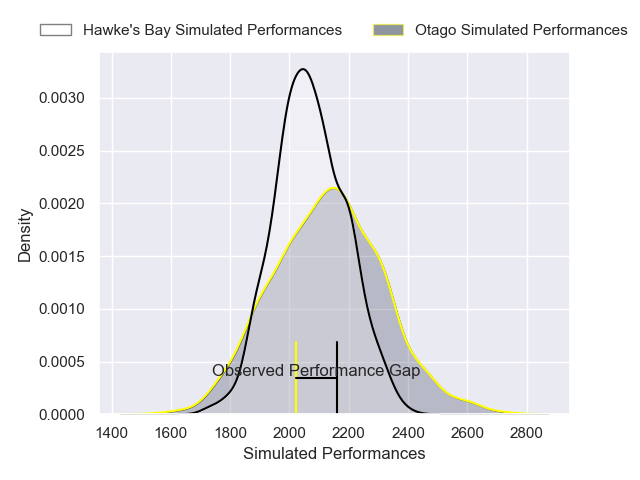 Hawke's Bay Simulated Performances
Otago Simulated Performances
0.0030
0.0025
0.0020
0.0015
0.0010
0.0005
0.0000
Density
Observed Performance Gap
1400 1600 1800 2000 2200 2400 2600 2800
Simulated Performances